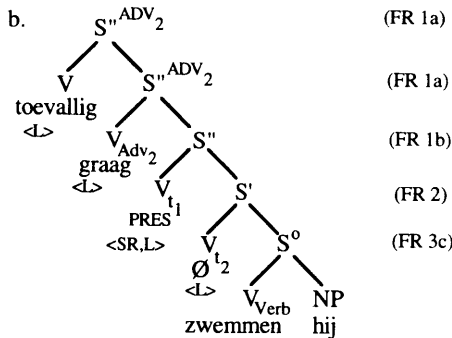 b. S"ADV2 (FR 1a)
V S"ADV2 (FR 1a)
toevallig
<L>
VAdv2 S" (FR 1b)
graag
<L>
Vt1 S' (FR 2)
PRES
<SR,L>
Vt2 So (FR 3c)
Ø
<L>
VVerb NP
zwemmen hij